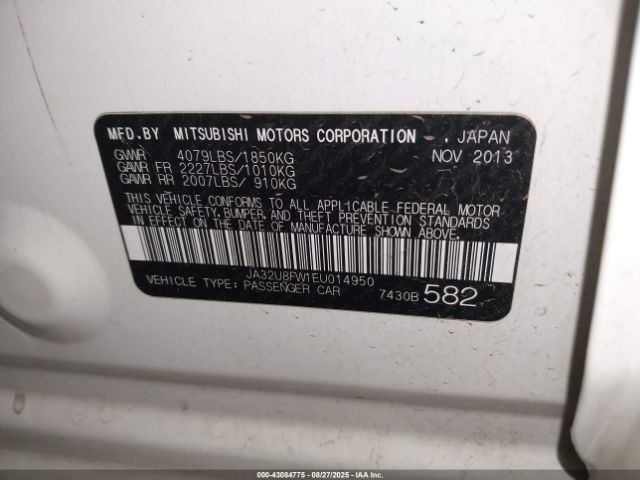 MFD.BY MITSUBISHI MOTORS CORPORATION , JAPAN
GVWR 4079LBS/1850KG NOV 2013
GAWR FR 2227LBS/1010KG
GAWR RR 2007LBS/ 910KG
THIS VEHICLE CONFORMS TO ALL APPLICABLE FEDERAL MOTOR
VEHICLE SAFETY, BUMPER, AND THEFT PREVENTION STANDARDS
IN EFFECT ON THE DATE OF MANUFACTURE SHOWN ABOVE.
JA32U8FW1EU014950
VEHICLE TYPE: PASSENGER CAR 7430B 582
000-43084775 - 08/27/2025 - IAAI.COM